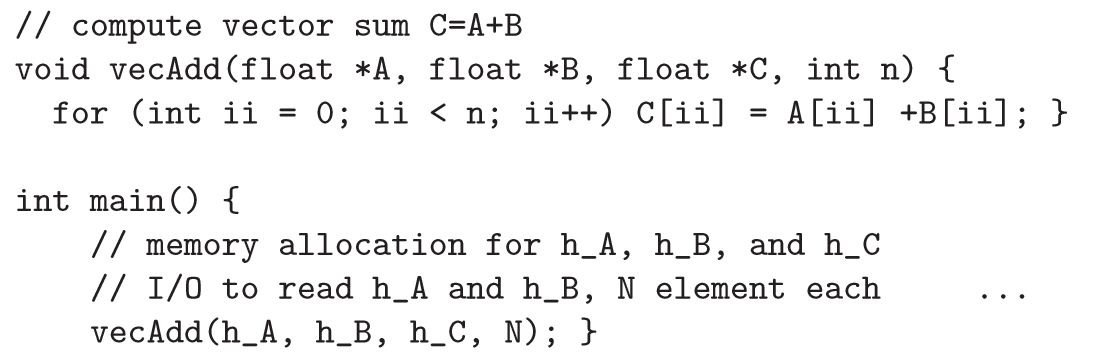 // compute vector sum C=A+B
void vecAdd(float *A, float *B, float *C, int n) {
  for (int ii = 0; ii < n; ii++) C[ii] = A[ii] +B[ii]; }

int main() {
    // memory allocation for h_A, h_B, and h_C
    // I/O to read h_A and h_B, N element each     ...
    vecAdd(h_A, h_B, h_C, N); }